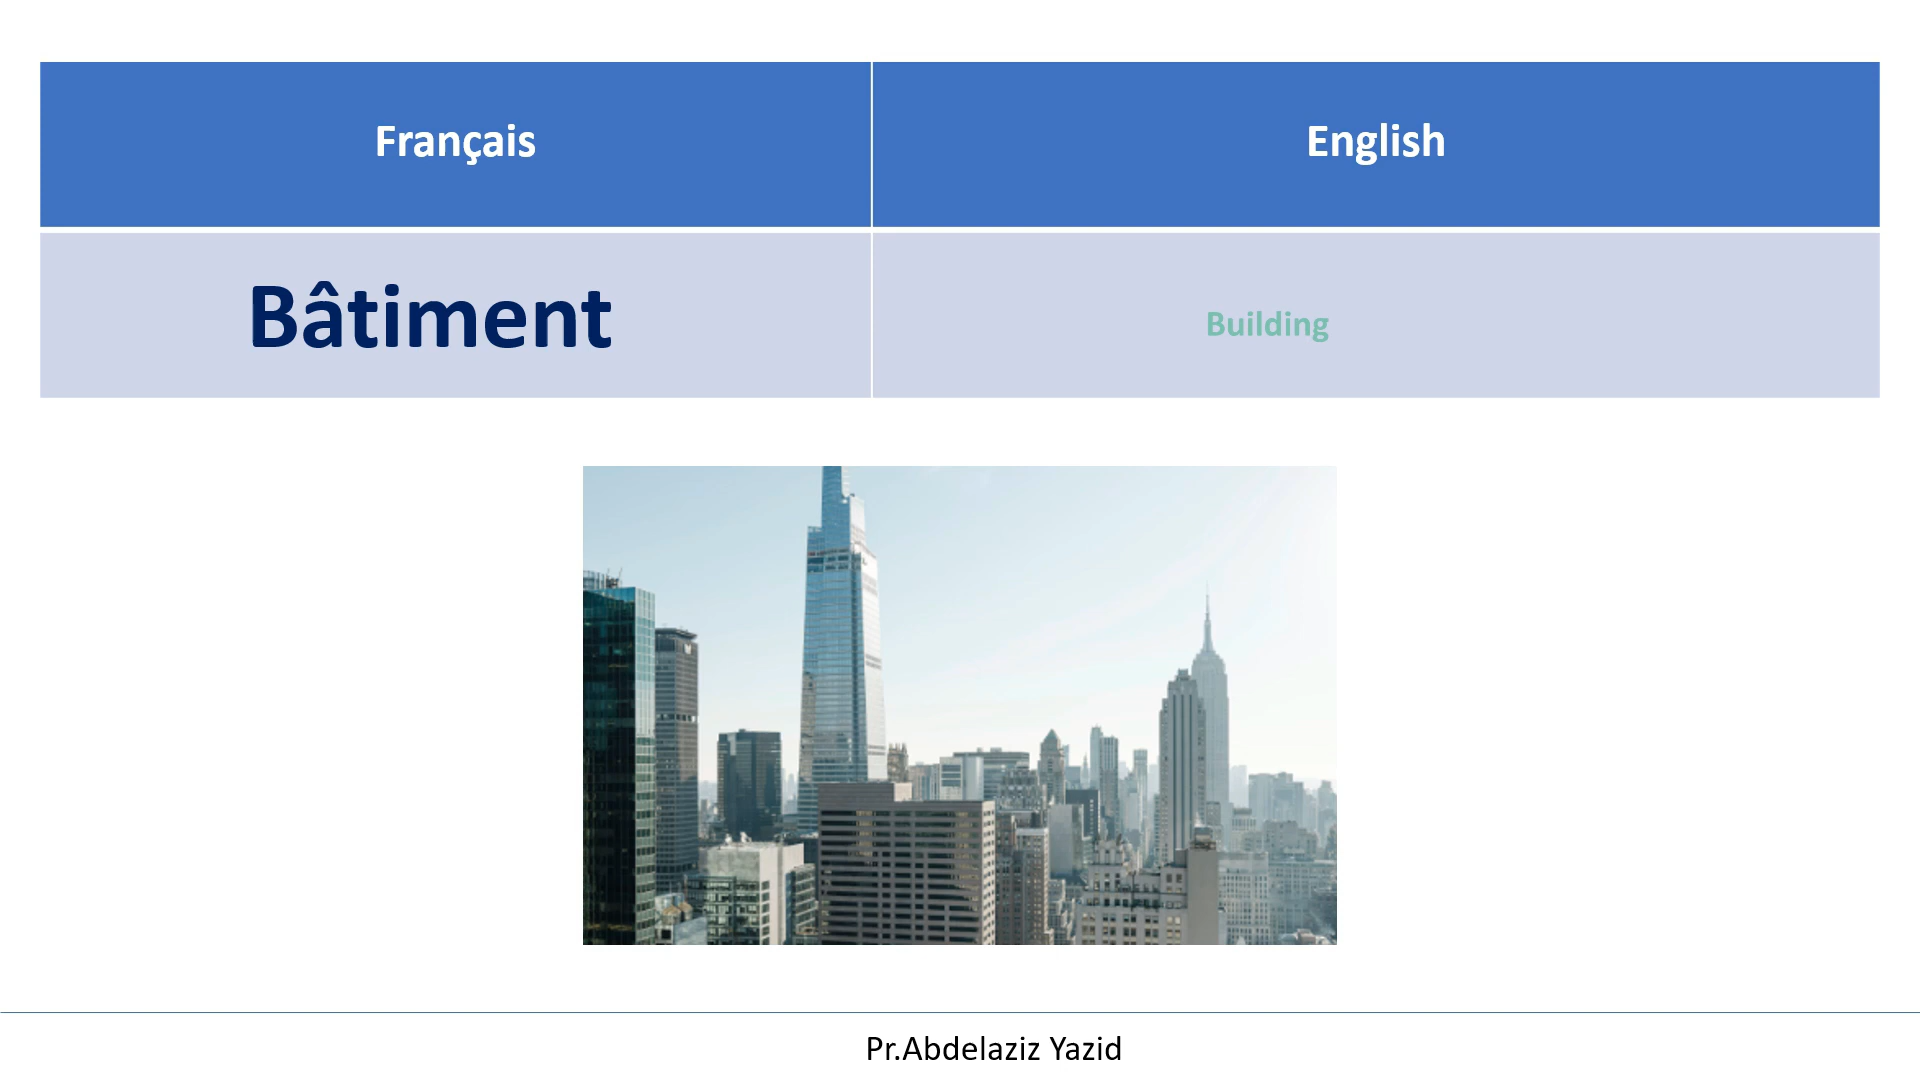 Français
English
Bâtiment
Building
Pr.Abdelaziz Yazid